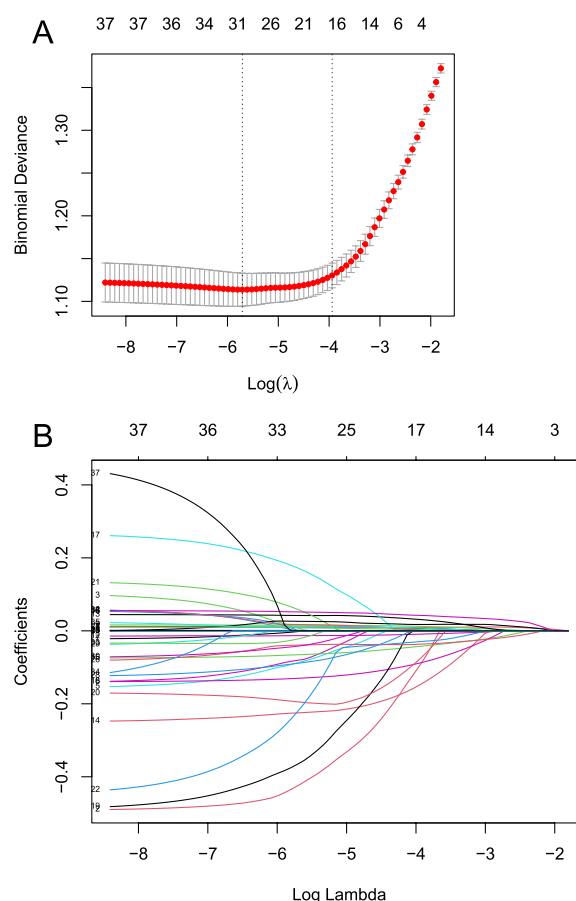 A
37 37 36 34 31 26 21 16 14 6 4
Binomial Deviance
1.10 1.20 1.30
−8 −7 −6 −5 −4 −3 −2
Log(λ)
B
37 36 33 25 17 14 3
Coefficients
0.4
0.2
0.0
−0.2
−0.4
37
17
21
3
20
14
22
19
2
−8 −7 −6 −5 −4 −3 −2
Log Lambda